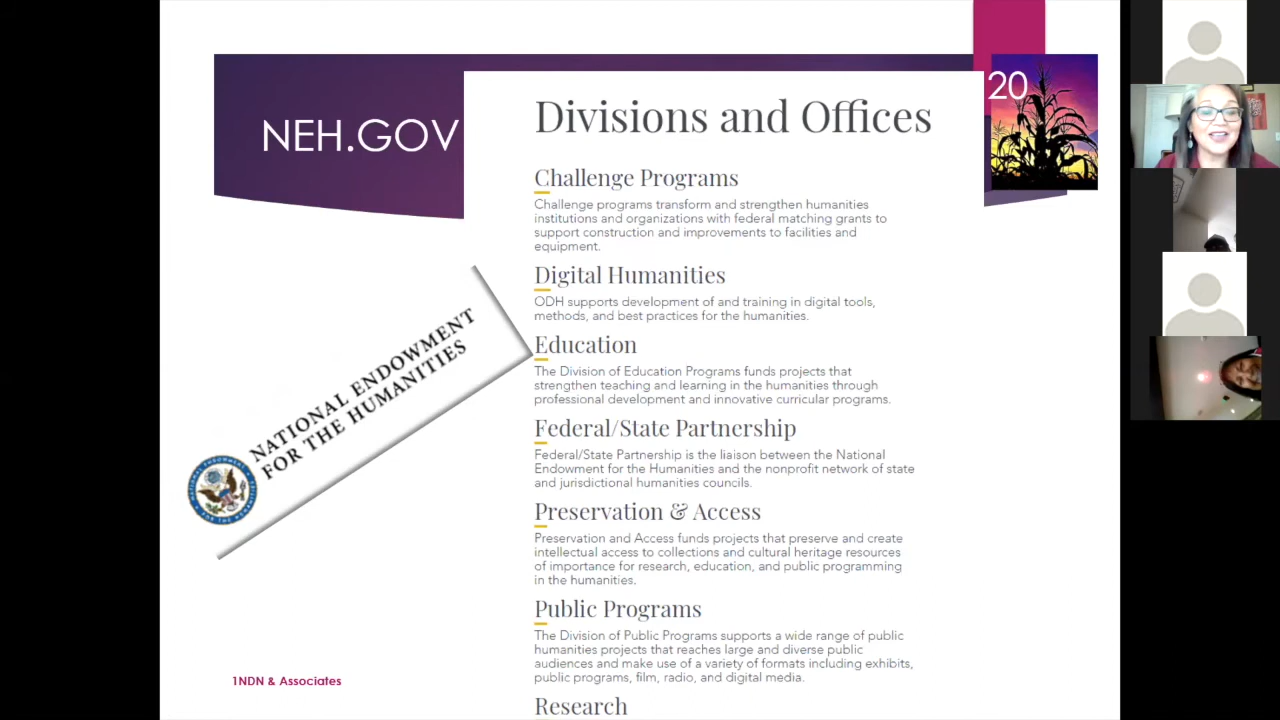 NEH.GOV
20
Divisions and Offices
Challenge Programs
Challenge programs transform and strengthen humanities
institutions and organizations with federal matching grants to
support construction and improvements to facilities and
equipment.
Digital Humanities
ODH supports development of and training in digital tools,
methods, and best practices for the humanities.
Education
The Division of Education Programs funds projects that
strengthen teaching and learning in the humanities through
professional development and innovative curricular programs.
Federal/State Partnership
Federal/State Partnership is the liaison between the National
Endowment for the Humanities and the nonprofit network of state
and jurisdictional humanities councils.
Preservation & Access
Preservation and Access funds projects that preserve and create
intellectual access to collections and cultural heritage resources
of importance for research, education, and public programming
in the humanities.
Public Programs
The Division of Public Programs supports a wide range of public
humanities projects that reaches large and diverse public
audiences and make use of a variety of formats including exhibits,
public programs, film, radio, and digital media.
Research
NATIONAL ENDOWMENT
FOR THE HUMANITIES
1NDN & Associates